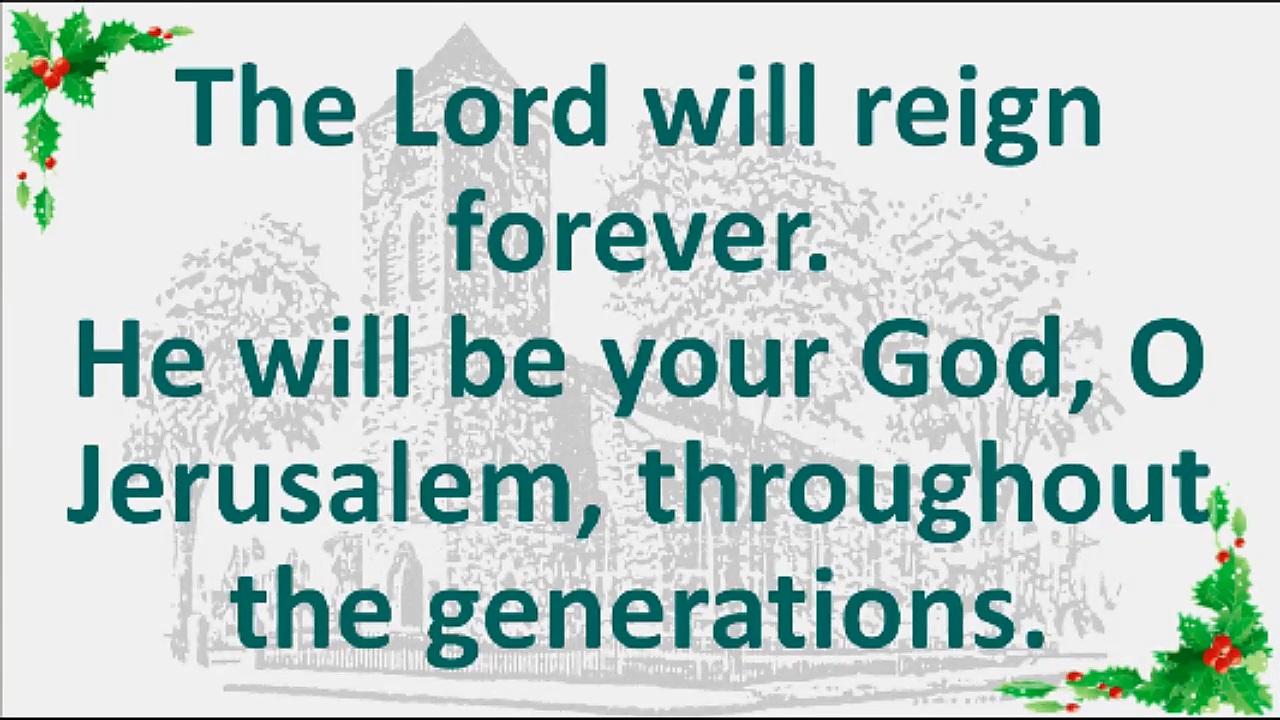 The Lord will reign
forever.
He will be your God, O
Jerusalem, throughout
the generations.